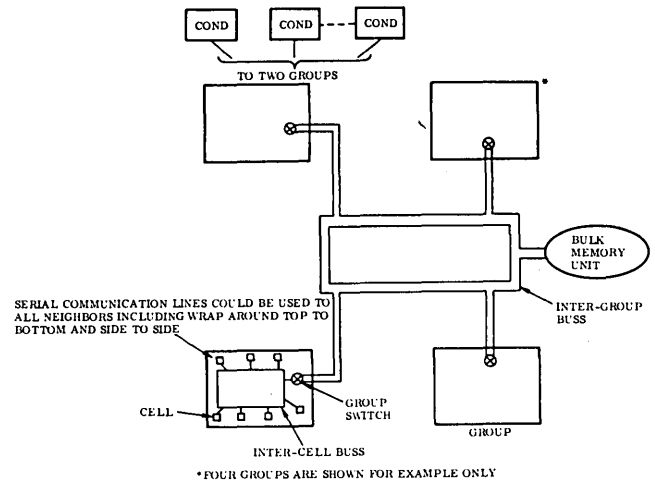 COND COND COND
TO TWO GROUPS
*
BULK
MEMORY
UNIT
INTER-GROUP
BUSS
SERIAL COMMUNICATION LINES COULD BE USED TO
ALL NEIGHBORS INCLUDING WRAP AROUND TOP TO
BOTTOM AND SIDE TO SIDE
CELL
GROUP
SWITCH
INTER-CELL BUSS
GROUP
*FOUR GROUPS ARE SHOWN FOR EXAMPLE ONLY